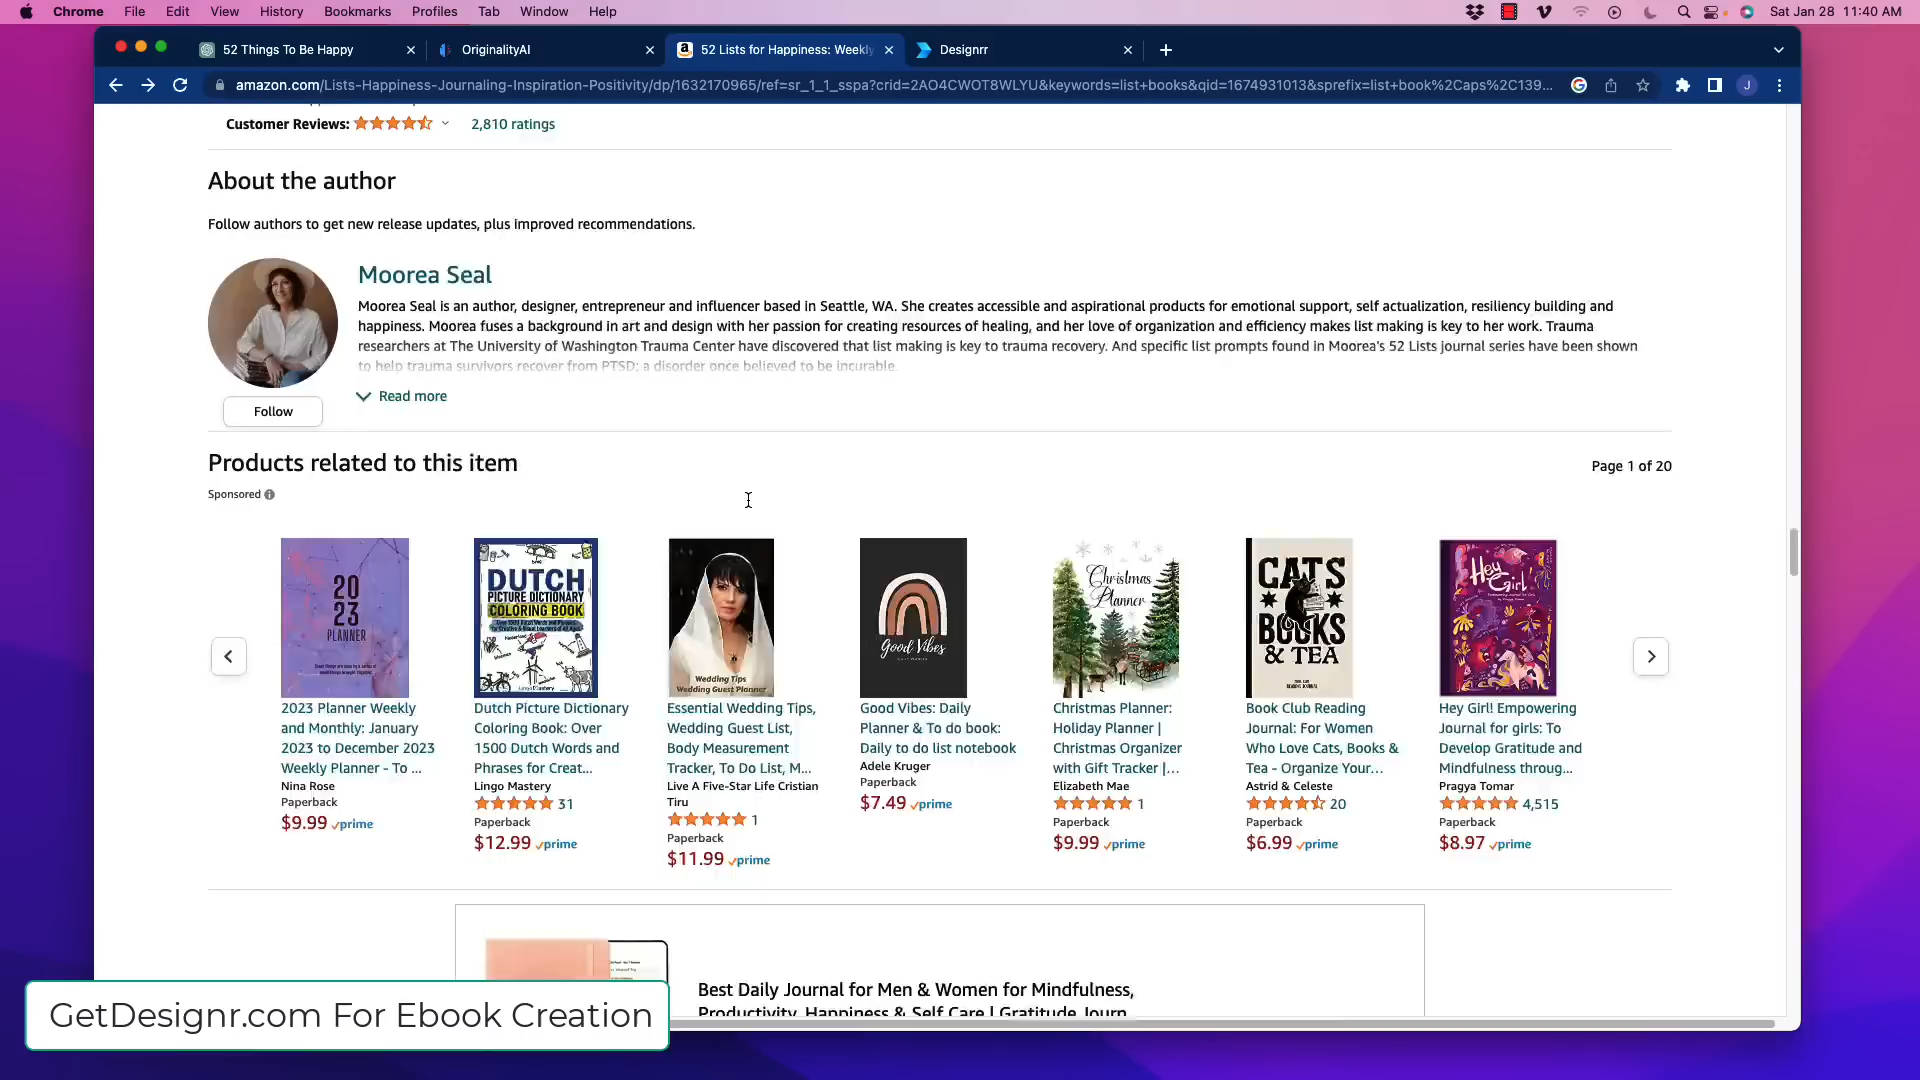 Chrome File Edit View History Bookmarks Profiles Tab Window Help Sat Jan 28 11:40 AM
52 Things To Be Happy OriginalityAI 52 Lists for Happiness: Weekly Designrr
amazon.com/Lists-Happiness-Journaling-Inspiration-Positivity/dp/1632170965/ref=sr_1_1_sspa?crid=2AO4CWOT8WLYU&keywords=list+books&qid=1674931013&sprefix=list+book%2Caps%2C139... J
Customer Reviews: 2,810 ratings
About the author
Follow authors to get new release updates, plus improved recommendations.
Moorea Seal
Moorea Seal is an author, designer, entrepreneur and influencer based in Seattle, WA. She creates accessible and aspirational products for emotional support, self actualization, resiliency building and
happiness. Moorea fuses a background in art and design with her passion for creating resources of healing, and her love of organization and efficiency makes list making is key to her work. Trauma
researchers at The University of Washington Trauma Center have discovered that list making is key to trauma recovery. And specific list prompts found in Moorea's 52 Lists journal series have been shown
to help trauma survivors recover from PTSD: a disorder once believed to be incurable.
Read more
Follow
Products related to this item
Page 1 of 20
Sponsored
20
23
PLANNER
DUTCH
PICTURE DICTIONARY
COLORING BOOK
Lingo Mastery
Wedding Tips
Wedding Guest Planner
Good Vibes
Christmas
Planner
CATS
BOOKS
& TEA
Hey
Girl!
2023 Planner Weekly
and Monthly: January
2023 to December 2023
Weekly Planner - To ...
Nina Rose
Paperback
$9.99 prime
Dutch Picture Dictionary
Coloring Book: Over
1500 Dutch Words and
Phrases for Creat...
Lingo Mastery
31
Paperback
$12.99 prime
Essential Wedding Tips,
Wedding Guest List,
Body Measurement
Tracker, To Do List, M...
Live A Five-Star Life Cristian
Tiru
1
Paperback
$11.99 prime
Good Vibes: Daily
Planner & To do book:
Daily to do list notebook
Adele Kruger
Paperback
$7.49 prime
Christmas Planner:
Holiday Planner |
Christmas Organizer
with Gift Tracker |...
Elizabeth Mae
1
Paperback
$9.99 prime
Book Club Reading
Journal: For Women
Who Love Cats, Books &
Tea - Organize Your...
Astrid & Celeste
20
Paperback
$6.99 prime
Hey Girl! Empowering
Journal for girls: To
Develop Gratitude and
Mindfulness throug...
Pragya Tomar
4,515
Paperback
$8.97 prime
Best Daily Journal for Men & Women for Mindfulness,
Productivity, Happiness & Self Care | Gratitude Journ
GetDesignr.com For Ebook Creation